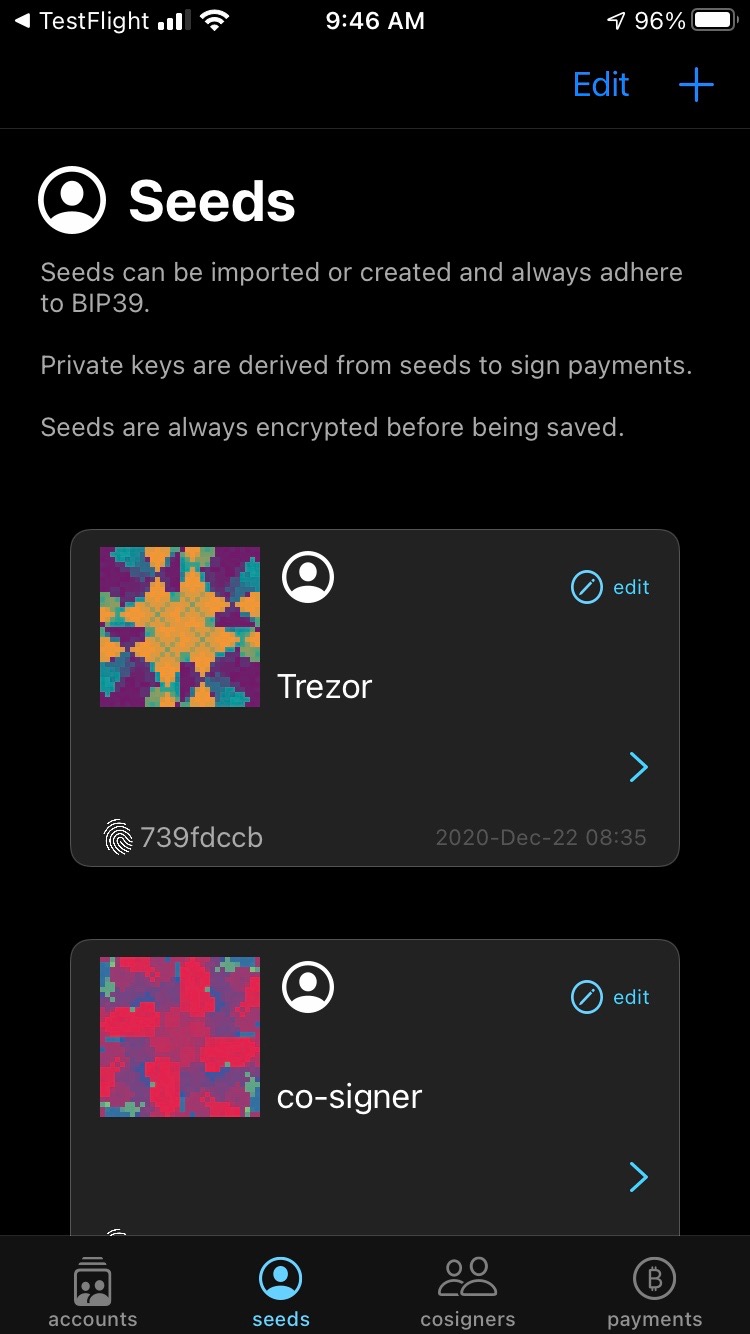 TestFlight 9:46 AM 96%
Edit
Seeds
Seeds can be imported or created and always adhere
to BIP39.
Private keys are derived from seeds to sign payments.
Seeds are always encrypted before being saved.
edit
Trezor
739fdccb 2020-Dec-22 08:35
edit
co-signer
accounts seeds cosigners payments